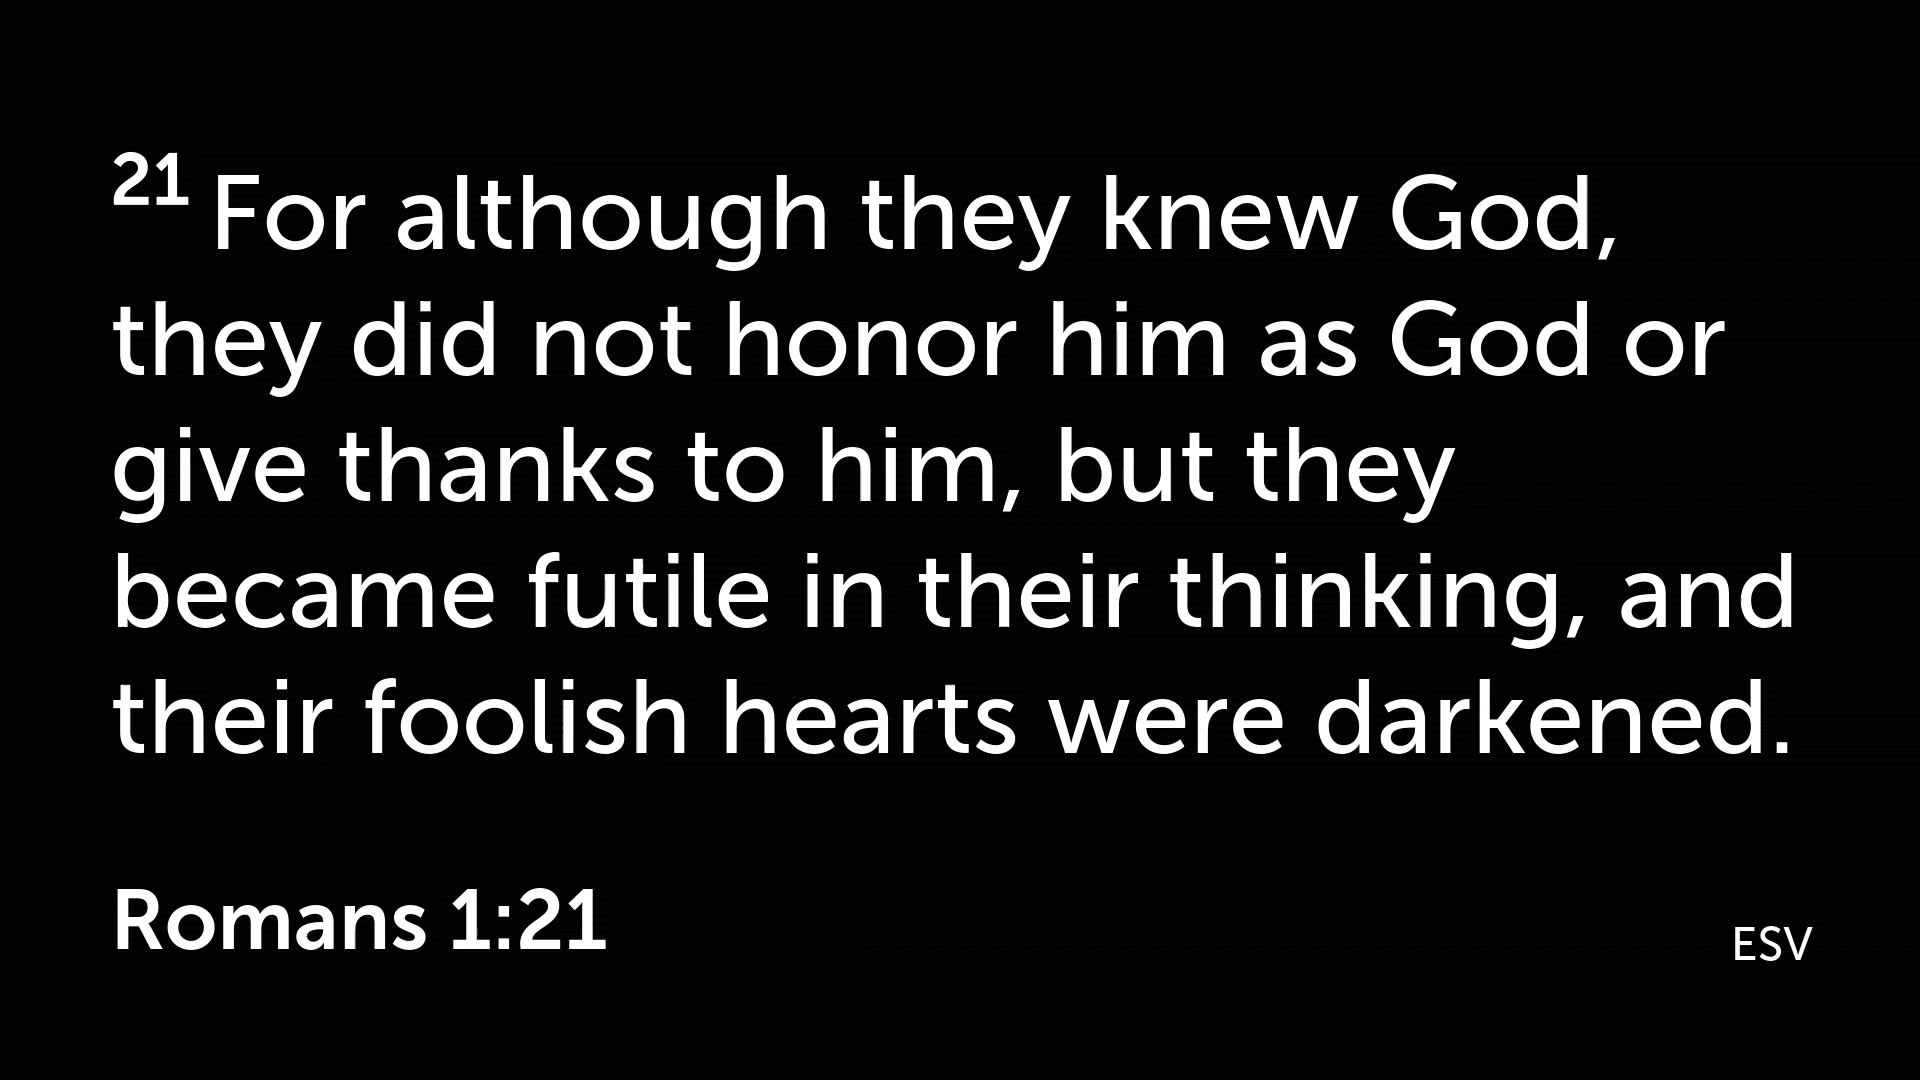 21 For although they knew God,
they did not honor him as God or
give thanks to him, but they
became futile in their thinking, and
their foolish hearts were darkened.
Romans 1:21
ESV